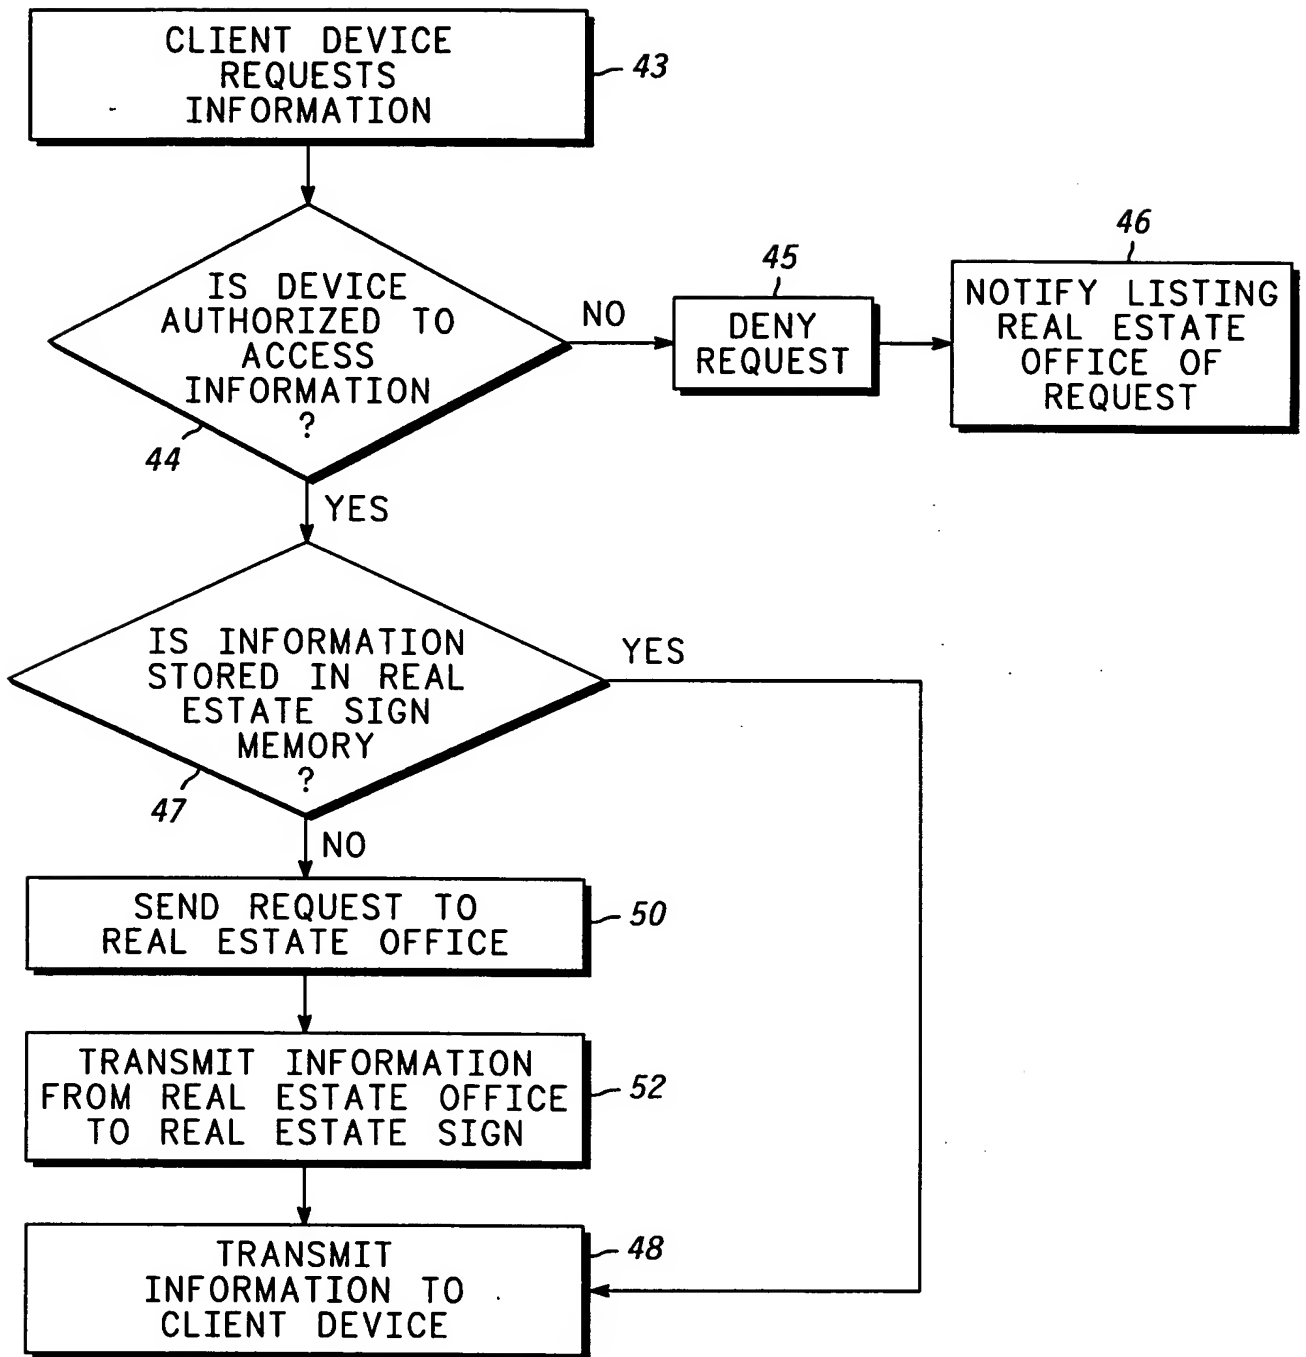 CLIENT DEVICE
REQUESTS
INFORMATION
43
IS DEVICE
AUTHORIZED TO
ACCESS
INFORMATION
?
44
NO
45
DENY
REQUEST
46
NOTIFY LISTING
REAL ESTATE
OFFICE OF
REQUEST
YES
IS INFORMATION
STORED IN REAL
ESTATE SIGN
MEMORY
?
47
YES
NO
SEND REQUEST TO
REAL ESTATE OFFICE
50
TRANSMIT INFORMATION
FROM REAL ESTATE OFFICE
TO REAL ESTATE SIGN
52
TRANSMIT
INFORMATION TO
CLIENT DEVICE
48